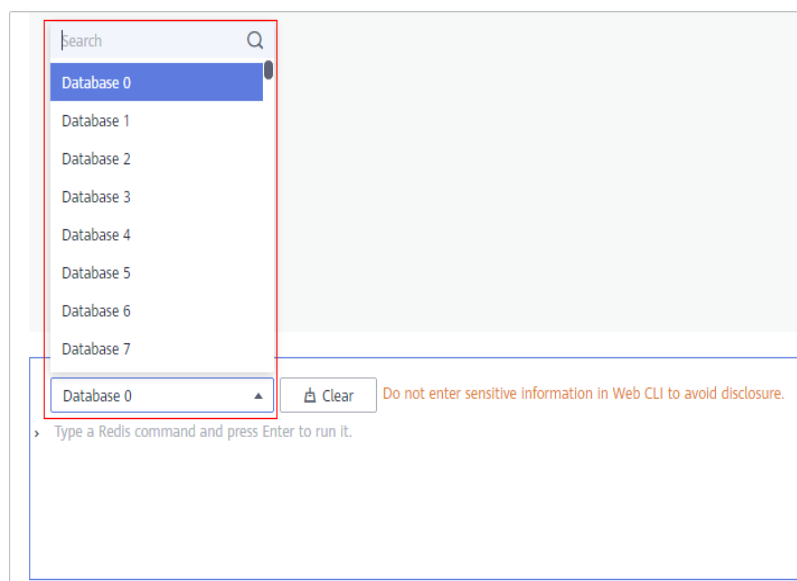 Search
Database 0
Database 1
Database 2
Database 3
Database 4
Database 5
Database 6
Database 7
Database 0 Clear Do not enter sensitive information in Web CLI to avoid disclosure.
› Type a Redis command and press Enter to run it.